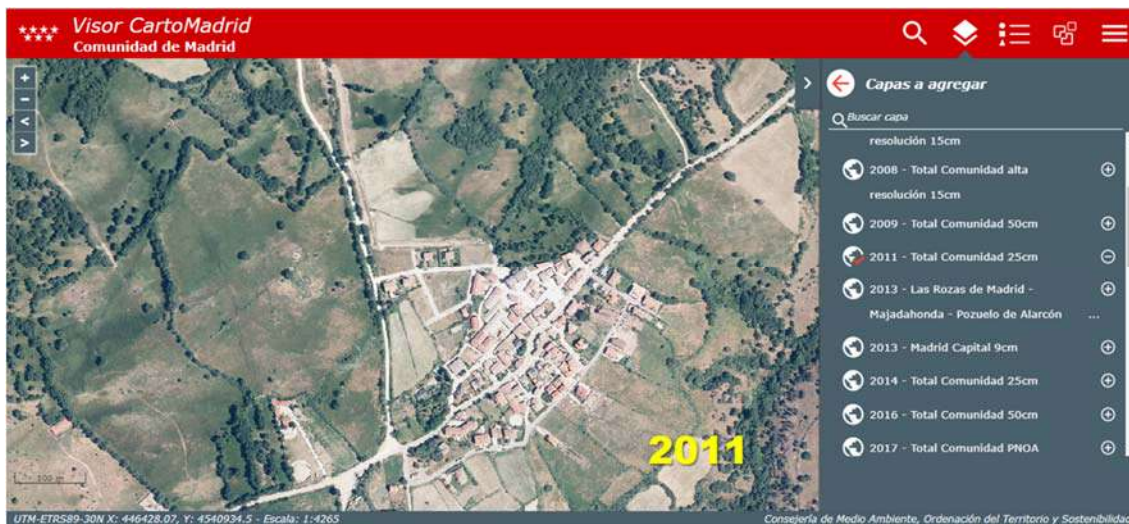 Visor CartoMadrid
Comunidad de Madrid
+
−
<
>
>
Capas a agregar
Buscar capa
resolución 15cm
2008 - Total Comunidad alta
resolución 15cm
2009 - Total Comunidad 50cm
2011 - Total Comunidad 25cm
2013 - Las Rozas de Madrid -
Majadahonda - Pozuelo de Alarcón ...
2013 - Madrid Capital 9cm
2014 - Total Comunidad 25cm
2016 - Total Comunidad 50cm
2017 - Total Comunidad PNOA
2011
100 m
UTM-ETRS89-30N X: 446428.07, Y: 4540934.5 - Escala: 1:4265
Consejería de Medio Ambiente, Ordenación del Territorio y Sostenibilidad